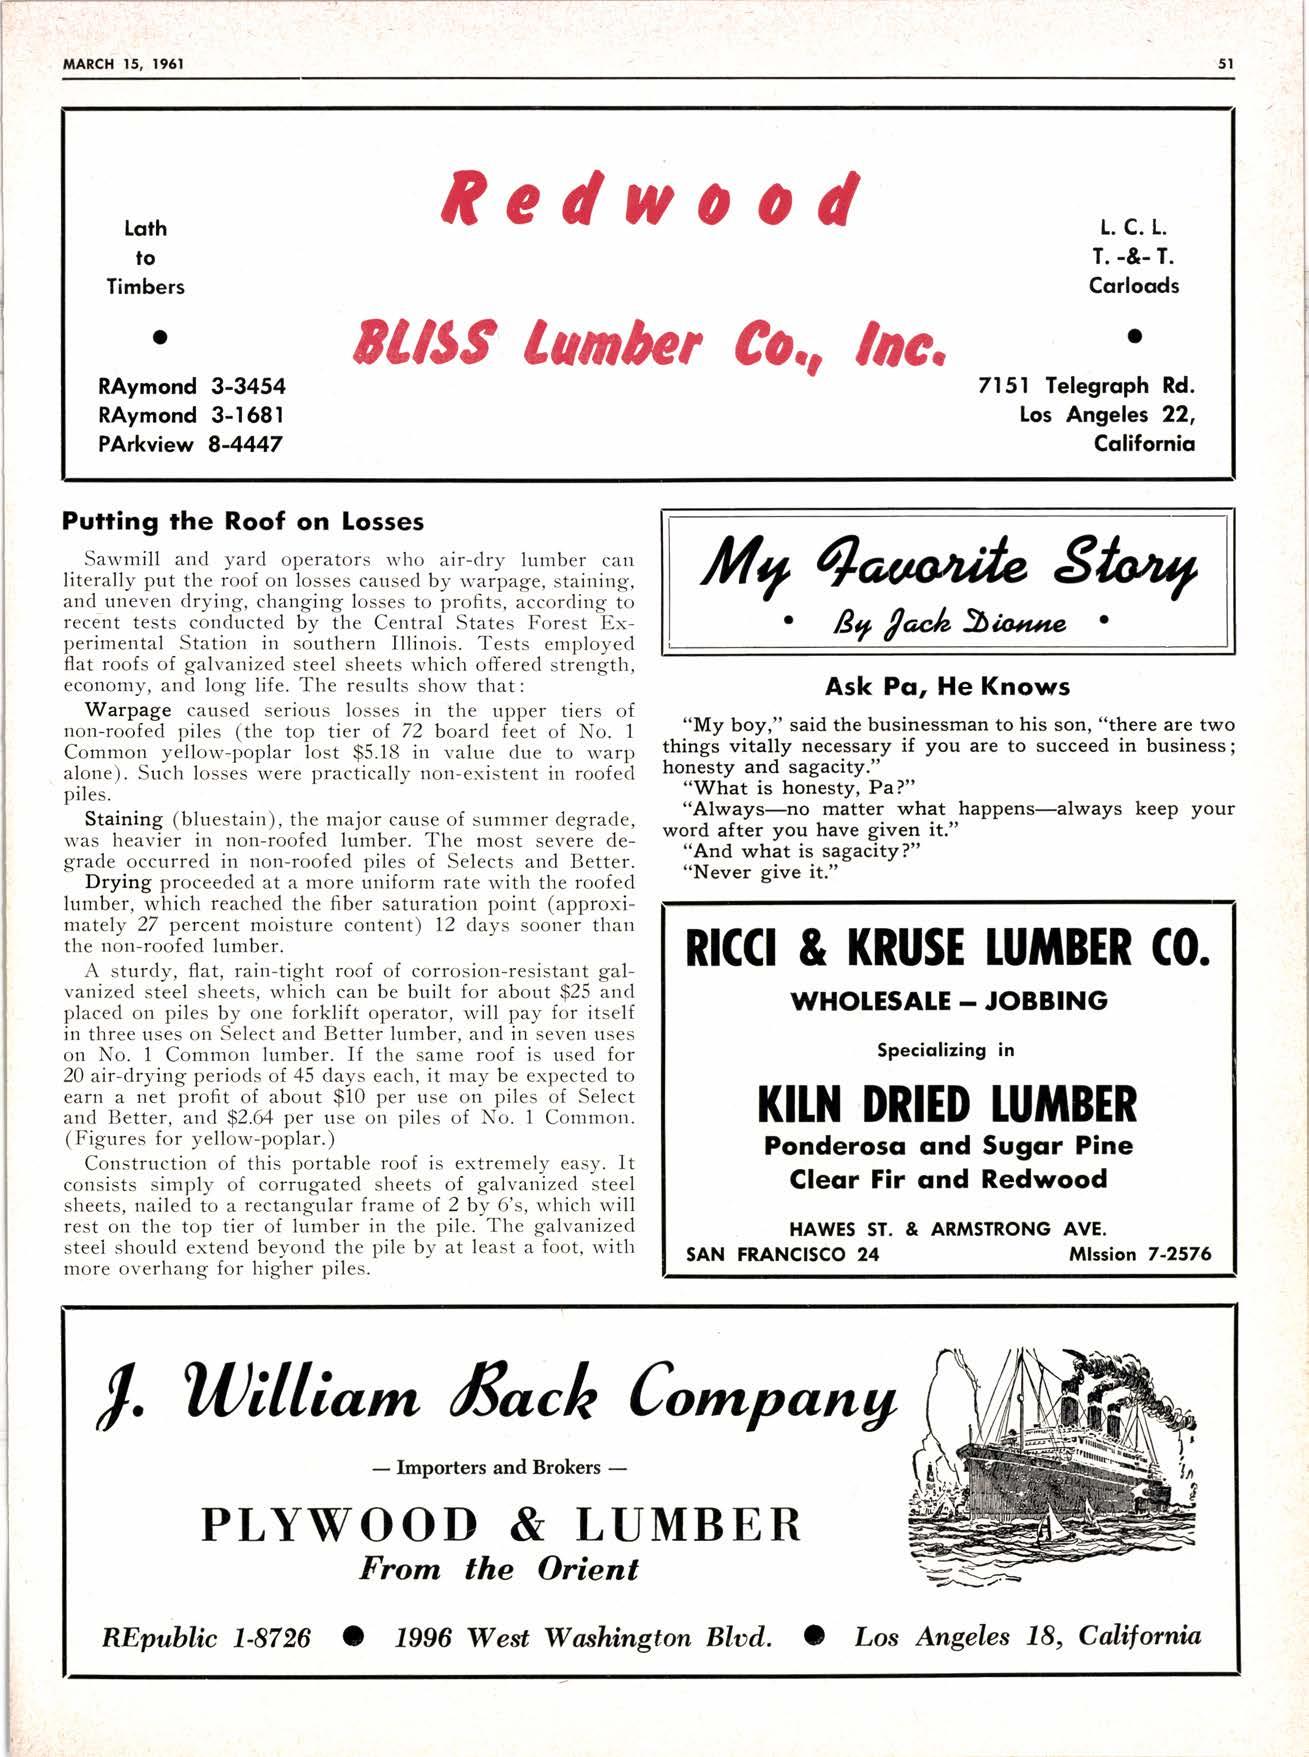 MARCH 15, 1961
51
Redwood
Lath
to
Timbers
L. C. L.
T. -&- T.
Carloads
BLISS Lumber Co., Inc.
RAymond 3-3454
RAymond 3-1681
PArkview 8-4447
7151 Telegraph Rd.
Los Angeles 22,
California
Putting the Roof on Losses
Sawmill and yard operators who air-dry lumber can
literally put the roof on losses caused by warpage, staining,
and uneven drying, changing losses to profits, according to
recent tests conducted by the Central States Forest Ex-
perimental Station in southern Illinois. Tests employed
flat roofs of galvanized steel sheets which offered strength,
economy, and long life. The results show that:
Warpage caused serious losses in the upper tiers of
non-roofed piles (the top tier of 72 board feet of No. 1
Common yellow-poplar lost $5.18 in value due to warp
alone). Such losses were practically non-existent in roofed
piles.
Staining (bluestain), the major cause of summer degrade,
was heavier in non-roofed lumber. The most severe de-
grade occurred in non-roofed piles of Selects and Better.
Drying proceeded at a more uniform rate with the roofed
lumber, which reached the fiber saturation point (approxi-
mately 27 percent moisture content) 12 days sooner than
the non-roofed lumber.
A sturdy, flat, rain-tight roof of corrosion-resistant gal-
vanized steel sheets, which can be built for about $25 and
placed on piles by one forklift operator, will pay for itself
in three uses on Select and Better lumber, and in seven uses
on No. 1 Common lumber. If the same roof is used for
20 air-drying periods of 45 days each, it may be expected to
earn a net profit of about $10 per use on piles of Select
and Better, and $2.64 per use on piles of No. 1 Common.
(Figures for yellow-poplar.)
Construction of this portable roof is extremely easy. It
consists simply of corrugated sheets of galvanized steel
sheets, nailed to a rectangular frame of 2 by 6's, which will
rest on the top tier of lumber in the pile. The galvanized
steel should extend beyond the pile by at least a foot, with
more overhang for higher piles.
My Favorite Story
• By Jack Dionne •
Ask Pa, He Knows
“My boy,” said the businessman to his son, “there are two
things vitally necessary if you are to succeed in business;
honesty and sagacity.”
“What is honesty, Pa?”
“Always—no matter what happens—always keep your
word after you have given it.”
“And what is sagacity?”
“Never give it.”
RICCI & KRUSE LUMBER CO.
WHOLESALE — JOBBING
Specializing in
KILN DRIED LUMBER
Ponderosa and Sugar Pine
Clear Fir and Redwood
HAWES ST. & ARMSTRONG AVE.
SAN FRANCISCO 24 MIssion 7-2576
J. William Back Company
— Importers and Brokers —
PLYWOOD & LUMBER
From the Orient
REpublic 1-8726 ● 1996 West Washington Blvd. ● Los Angeles 18, California